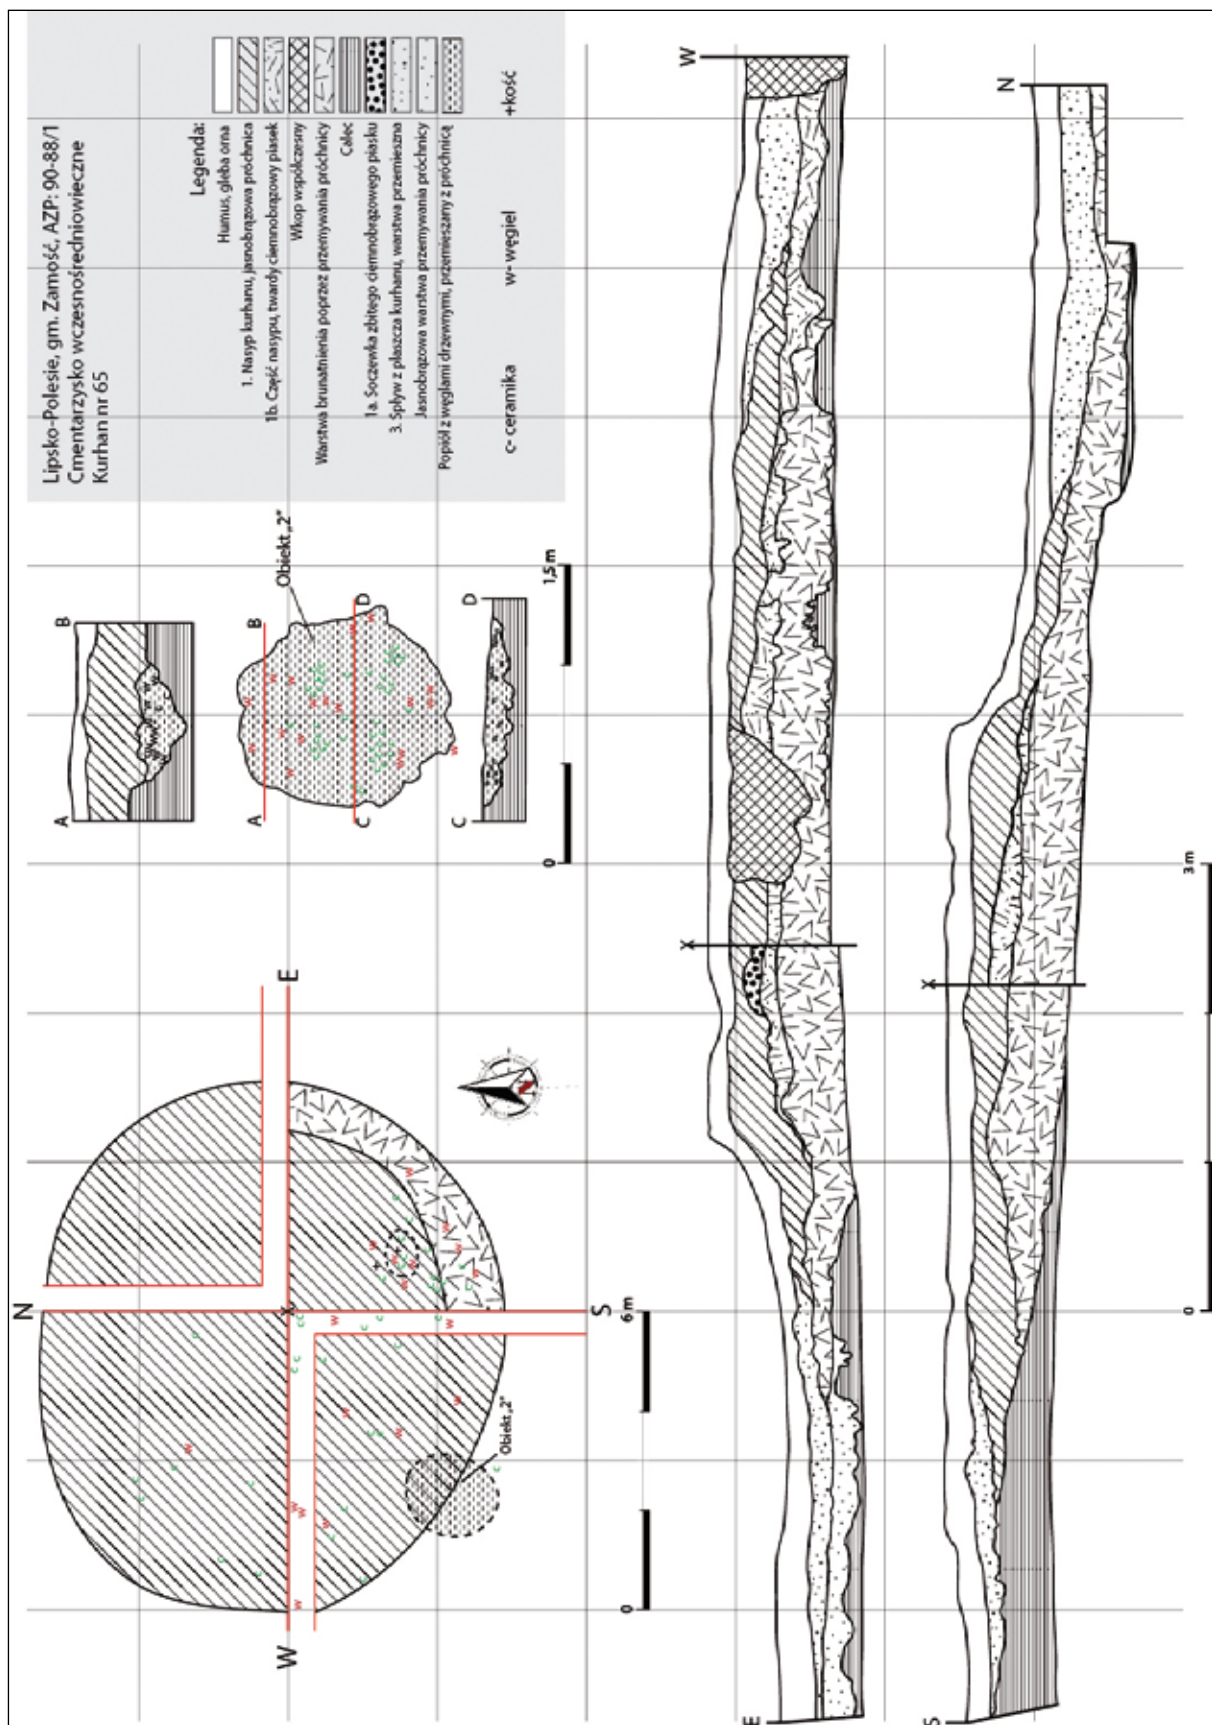 Lipsko-Polesie, gm. Zamość, AZP: 90-88/1
Cmentarzysko wczesnośredniowieczne
Kurhan nr 65
Legenda:
Humus, gleba orna
1. Nasyp kurhanu, jasnobrązowa próchnica
1b. Część nasypu, twardy ciemnobrązowy piasek
Wkop współczesny
Warstwa brunatnienia poprzez przemywania próchnicy
Calec
1a. Soczewka zbitego ciemnobrązowego piasku
3. Spływ z płaszcza kurhanu, warstwa przemieszna
Jasnobrązowa warstwa przemywania próchnicy
Popiół z węglami drzewnymi, przemieszany z próchnicą
c- ceramika w- węgiel +kość
A B
A B
Obiekt „2"
C D
C D
0 1,5 m
N
E
W
S
X
N
Obiekt „2"
0 6 m
E X W
S X N
0 3 m